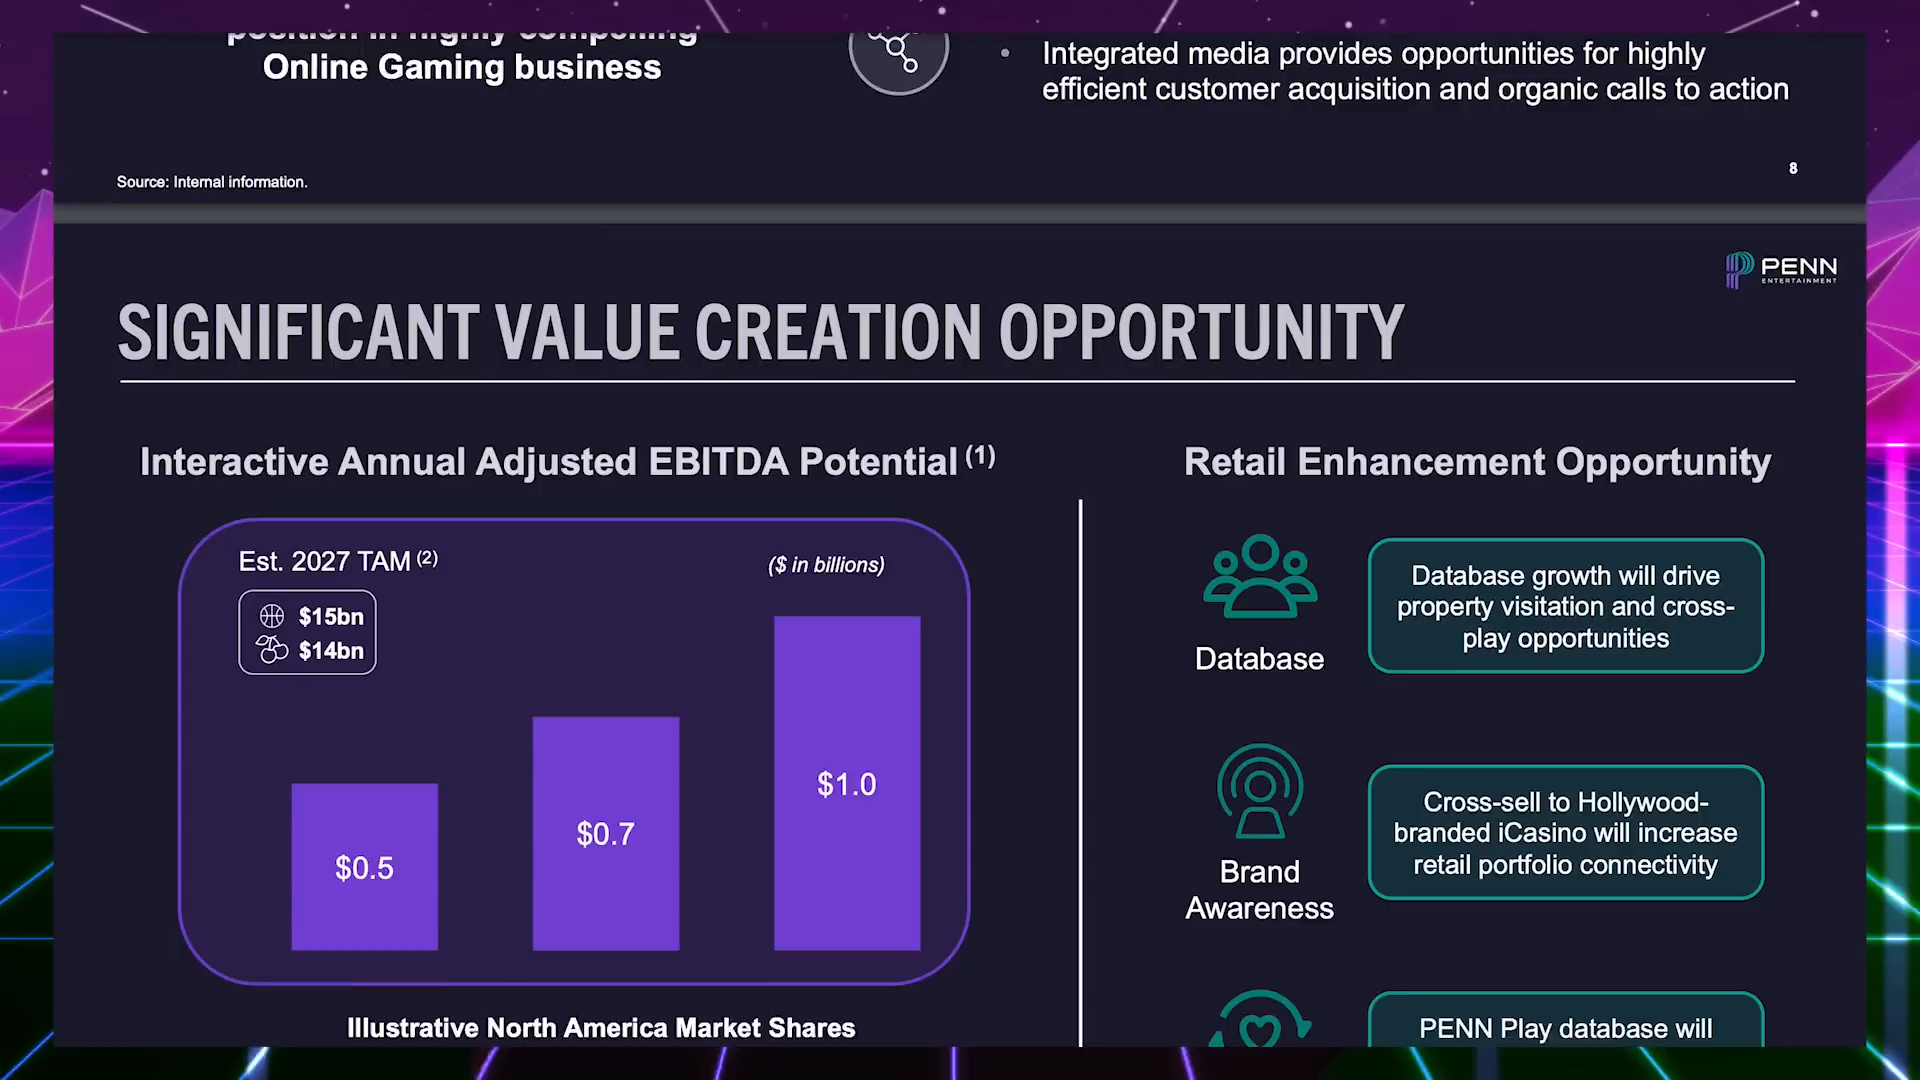 position in highly compelling
Online Gaming business
• Integrated media provides opportunities for highly
efficient customer acquisition and organic calls to action
Source: Internal information.
8
PENN
ENTERTAINMENT
SIGNIFICANT VALUE CREATION OPPORTUNITY
Interactive Annual Adjusted EBITDA Potential (1)
Est. 2027 TAM (2)
($ in billions)
$15bn
$14bn
$0.5
$0.7
$1.0
Illustrative North America Market Shares
Retail Enhancement Opportunity
Database
Database growth will drive
property visitation and cross-
play opportunities
Brand
Awareness
Cross-sell to Hollywood-
branded iCasino will increase
retail portfolio connectivity
PENN Play database will